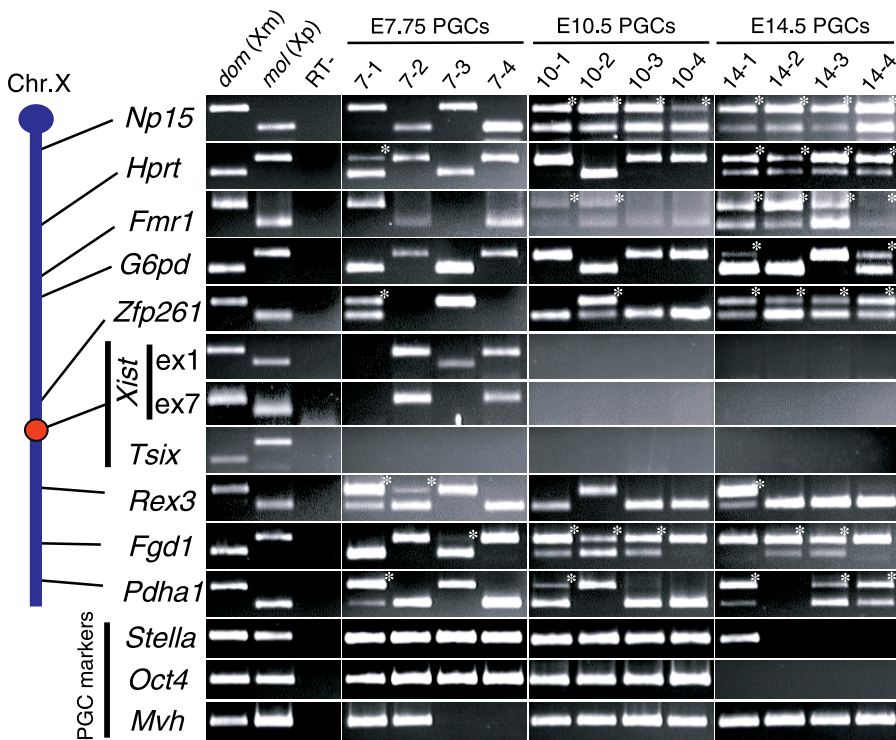 E7.75 PGCs E10.5 PGCs E14.5 PGCs
dom (Xm) mol (Xp) RT- 7-1 7-2 7-3 7-4 10-1 10-2 10-3 10-4 14-1 14-2 14-3 14-4
Chr.X
Np15
* * * * * * * *
Hprt
* * * * *
Fmr1
* * * * * *
G6pd
* *
Zfp261
* * * * * *
Xist
ex1
ex7
Tsix
Rex3
* * *
Fgd1
* * * * * *
Pdha1
* * * * *
PGC markers
Stella
Oct4
Mvh